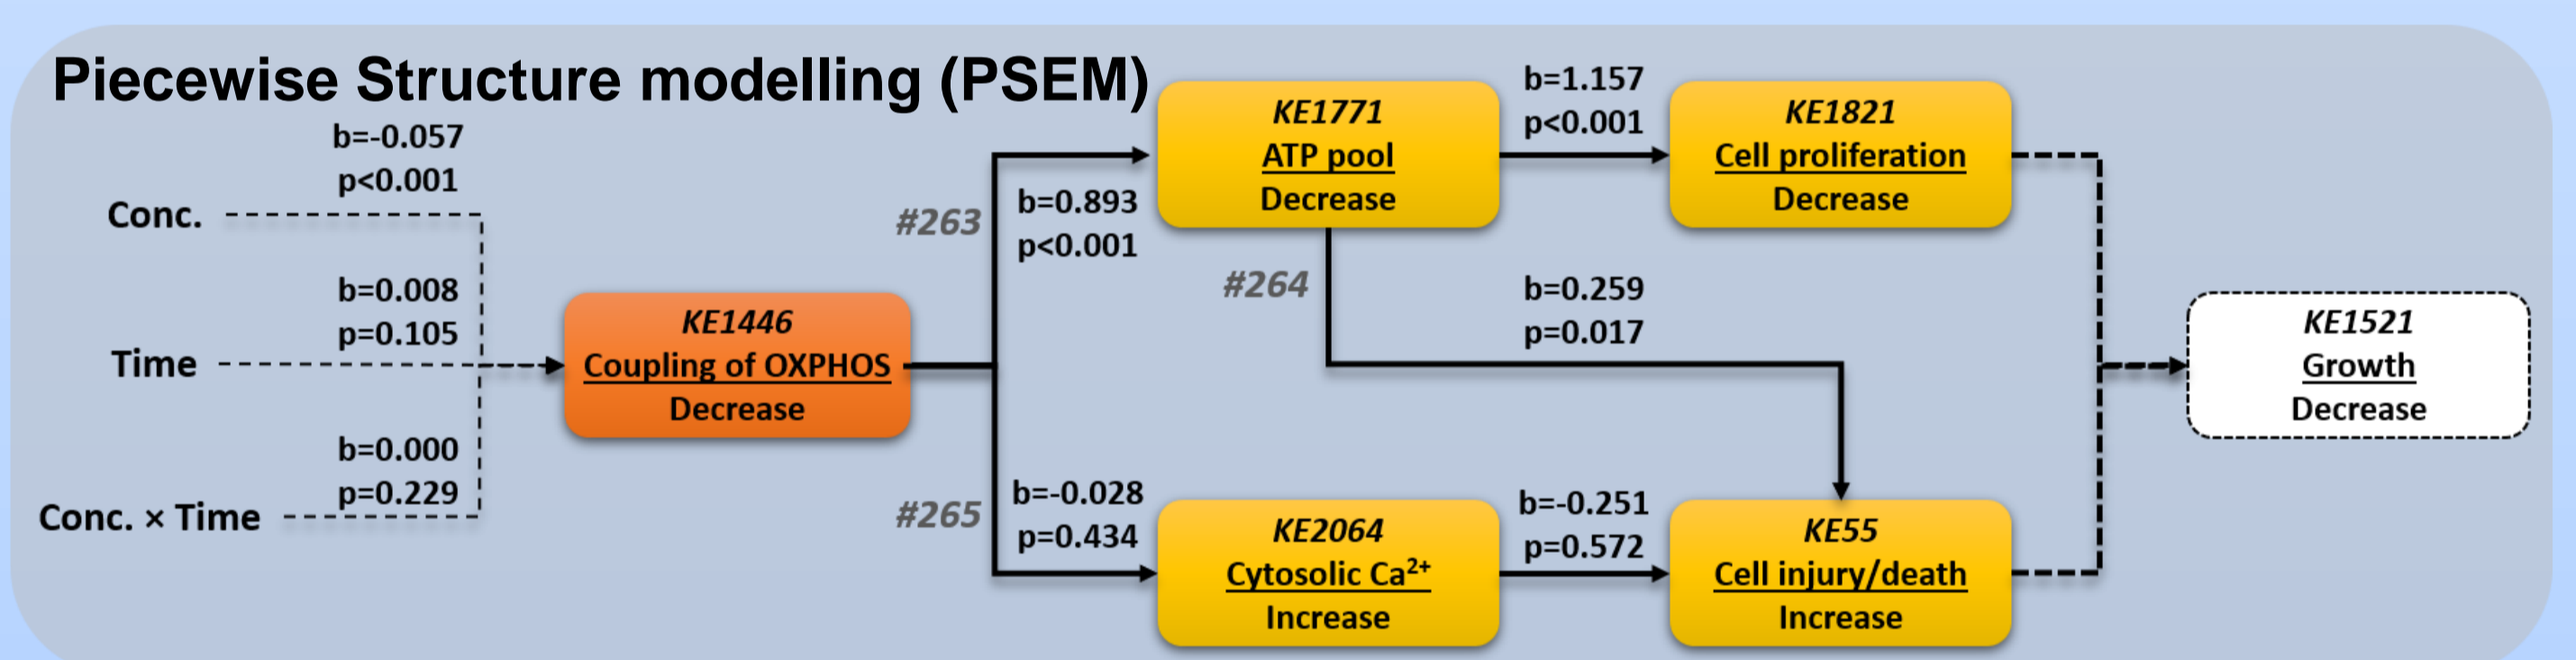 Piecewise Structure modelling (PSEM)
b=-0.057
p<0.001
Conc.
b=0.008
p=0.105
Time
b=0.000
p=0.229
Conc. × Time
KE1446
Coupling of OXPHOS
Decrease
#263
b=0.893
p<0.001
#265
b=-0.028
p=0.434
KE1771
ATP pool
Decrease
b=1.157
p<0.001
KE1821
Cell proliferation
Decrease
#264
b=0.259
p=0.017
KE2064
Cytosolic Ca²⁺
Increase
b=-0.251
p=0.572
KE55
Cell injury/death
Increase
KE1521
Growth
Decrease